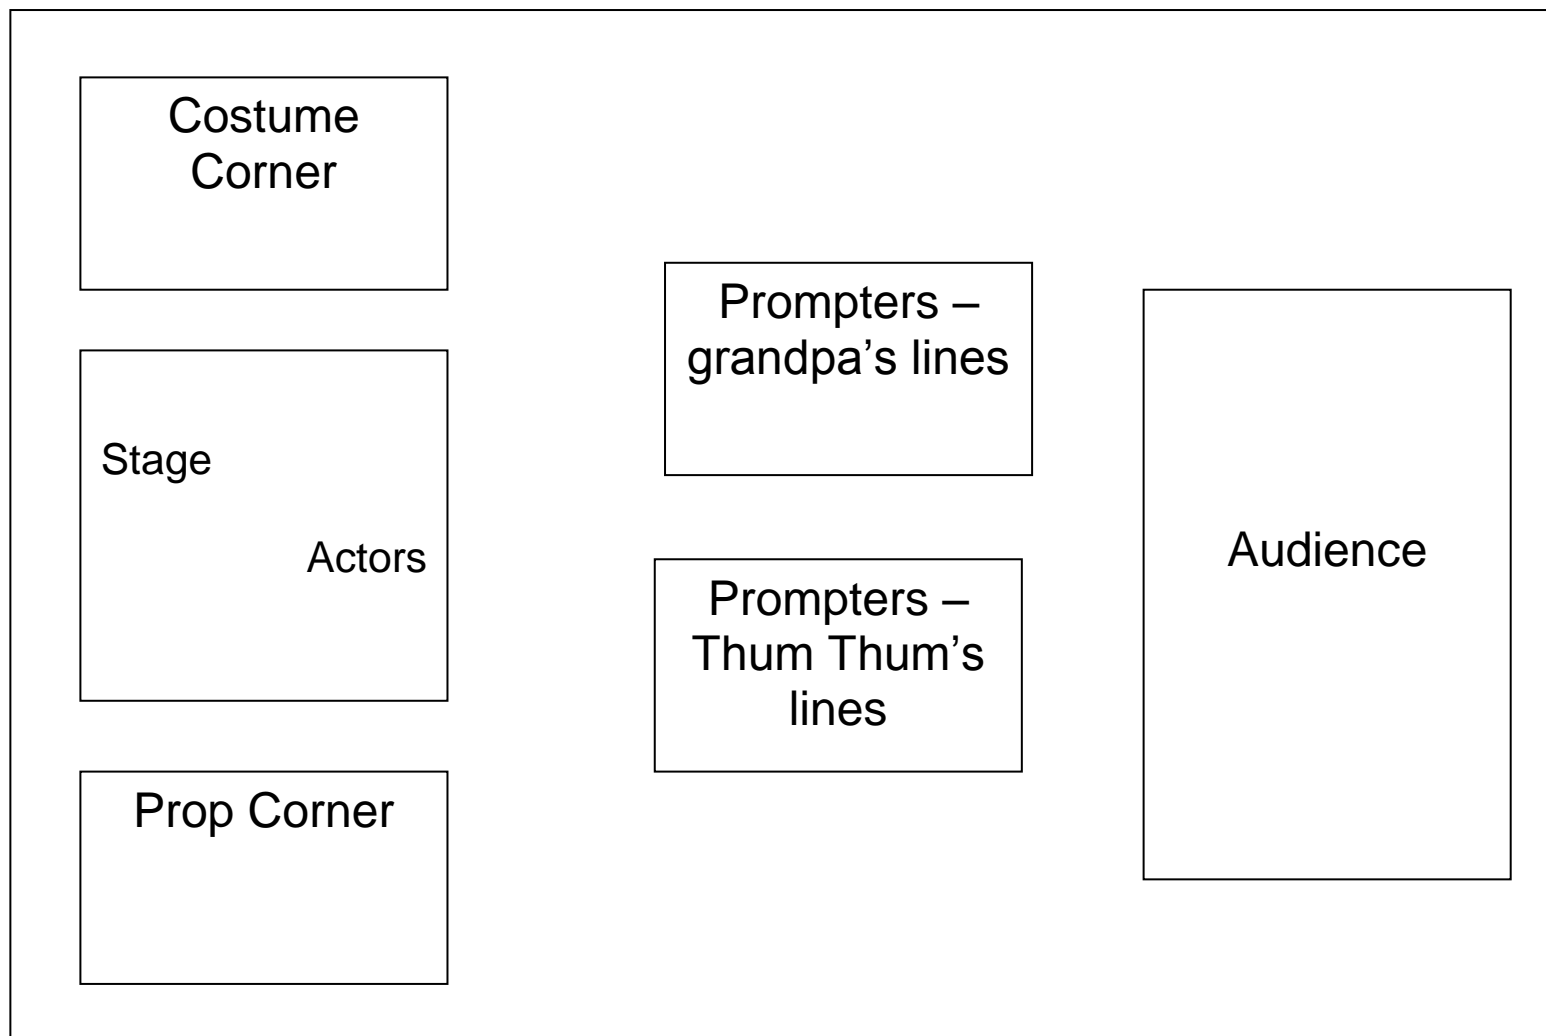 Costume
Corner
Stage
Actors
Prop Corner
Prompters –
grandpa’s lines
Prompters –
Thum Thum’s
lines
Audience